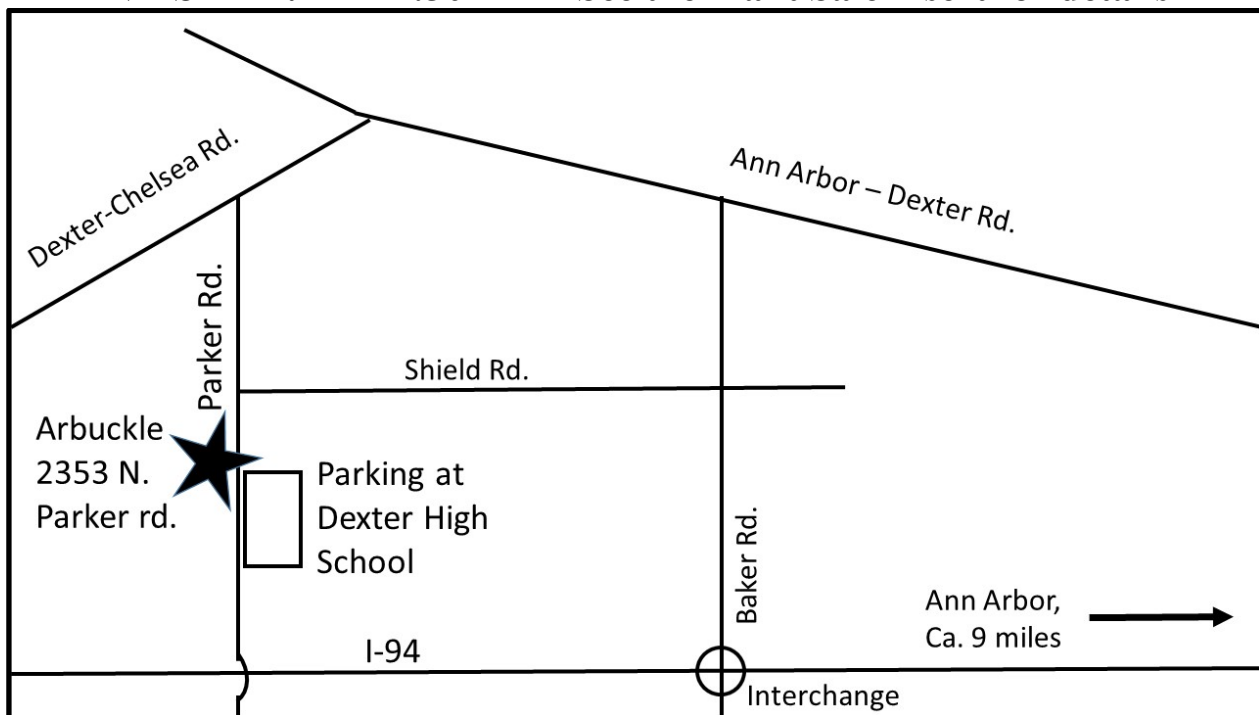 Dexter-Chelsea Rd.
Ann Arbor – Dexter Rd.
Parker Rd.
Shield Rd.
Arbuckle
2353 N.
Parker rd.
Parking at
Dexter High
School
Baker Rd.
Ann Arbor,
Ca. 9 miles
I-94
Interchange